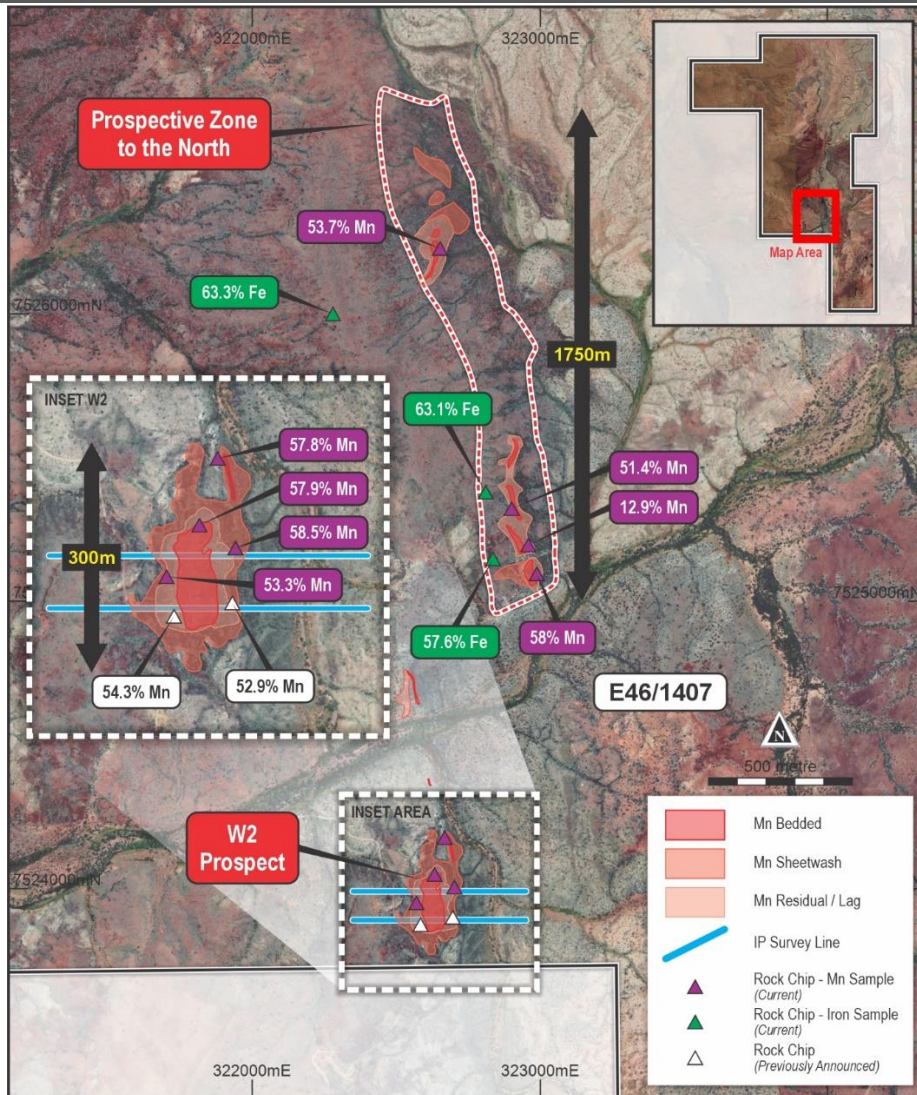 322000mE
323000mE
Prospective Zone
to the North
Map Area
53.7% Mn
63.3% Fe
7526000mN
1750m
INSET W2
63.1% Fe
57.8% Mn
51.4% Mn
57.9% Mn
12.9% Mn
58.5% Mn
300m
53.3% Mn
7525000mN
57.6% Fe
58% Mn
54.3% Mn
52.9% Mn
E46/1407
N
500 metre
INSET AREA
W2
Prospect
7524000mN
Mn Bedded
Mn Sheetwash
Mn Residual / Lag
IP Survey Line
Rock Chip - Mn Sample
(Current)
Rock Chip - Iron Sample
(Current)
Rock Chip
(Previously Announced)
322000mE
323000mE